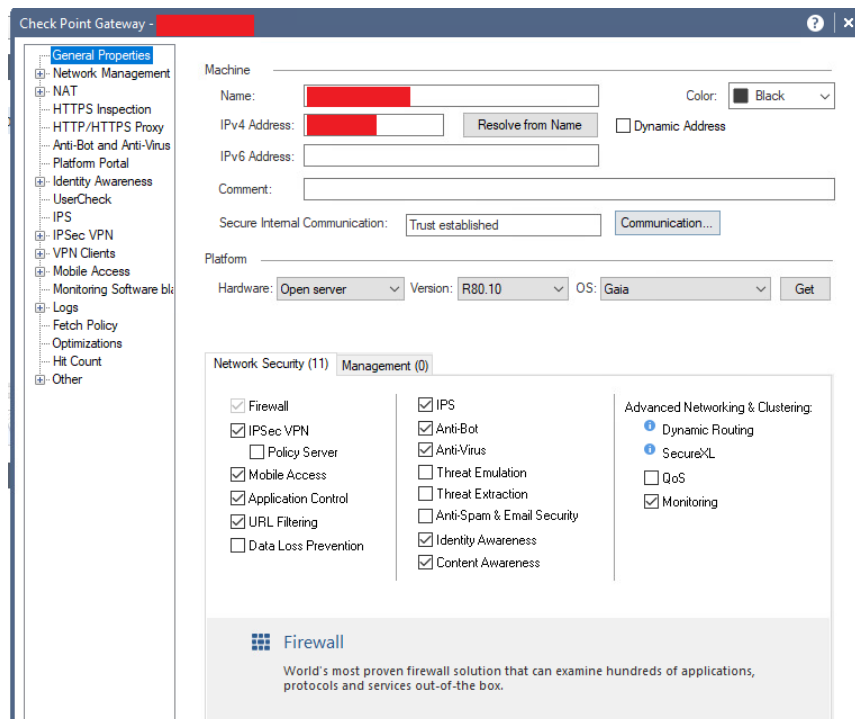 Check Point Gateway -
General Properties
Network Management
NAT
HTTPS Inspection
HTTP/HTTPS Proxy
Anti-Bot and Anti-Virus
Platform Portal
Identity Awareness
UserCheck
IPS
IPSec VPN
VPN Clients
Mobile Access
Monitoring Software bla
Logs
Fetch Policy
Optimizations
Hit Count
Other
Machine
Name:
Color: Black
IPv4 Address: Resolve from Name Dynamic Address
IPv6 Address:
Comment:
Secure Internal Communication: Trust established Communication...
Platform
Hardware: Open server Version: R80.10 OS: Gaia Get
Network Security (11) Management (0)
Firewall
IPSec VPN
Policy Server
Mobile Access
Application Control
URL Filtering
Data Loss Prevention
IPS
Anti-Bot
Anti-Virus
Threat Emulation
Threat Extraction
Anti-Spam & Email Security
Identity Awareness
Content Awareness
Advanced Networking & Clustering:
Dynamic Routing
SecureXL
QoS
Monitoring
Firewall
World's most proven firewall solution that can examine hundreds of applications,
protocols and services out-of-the box.